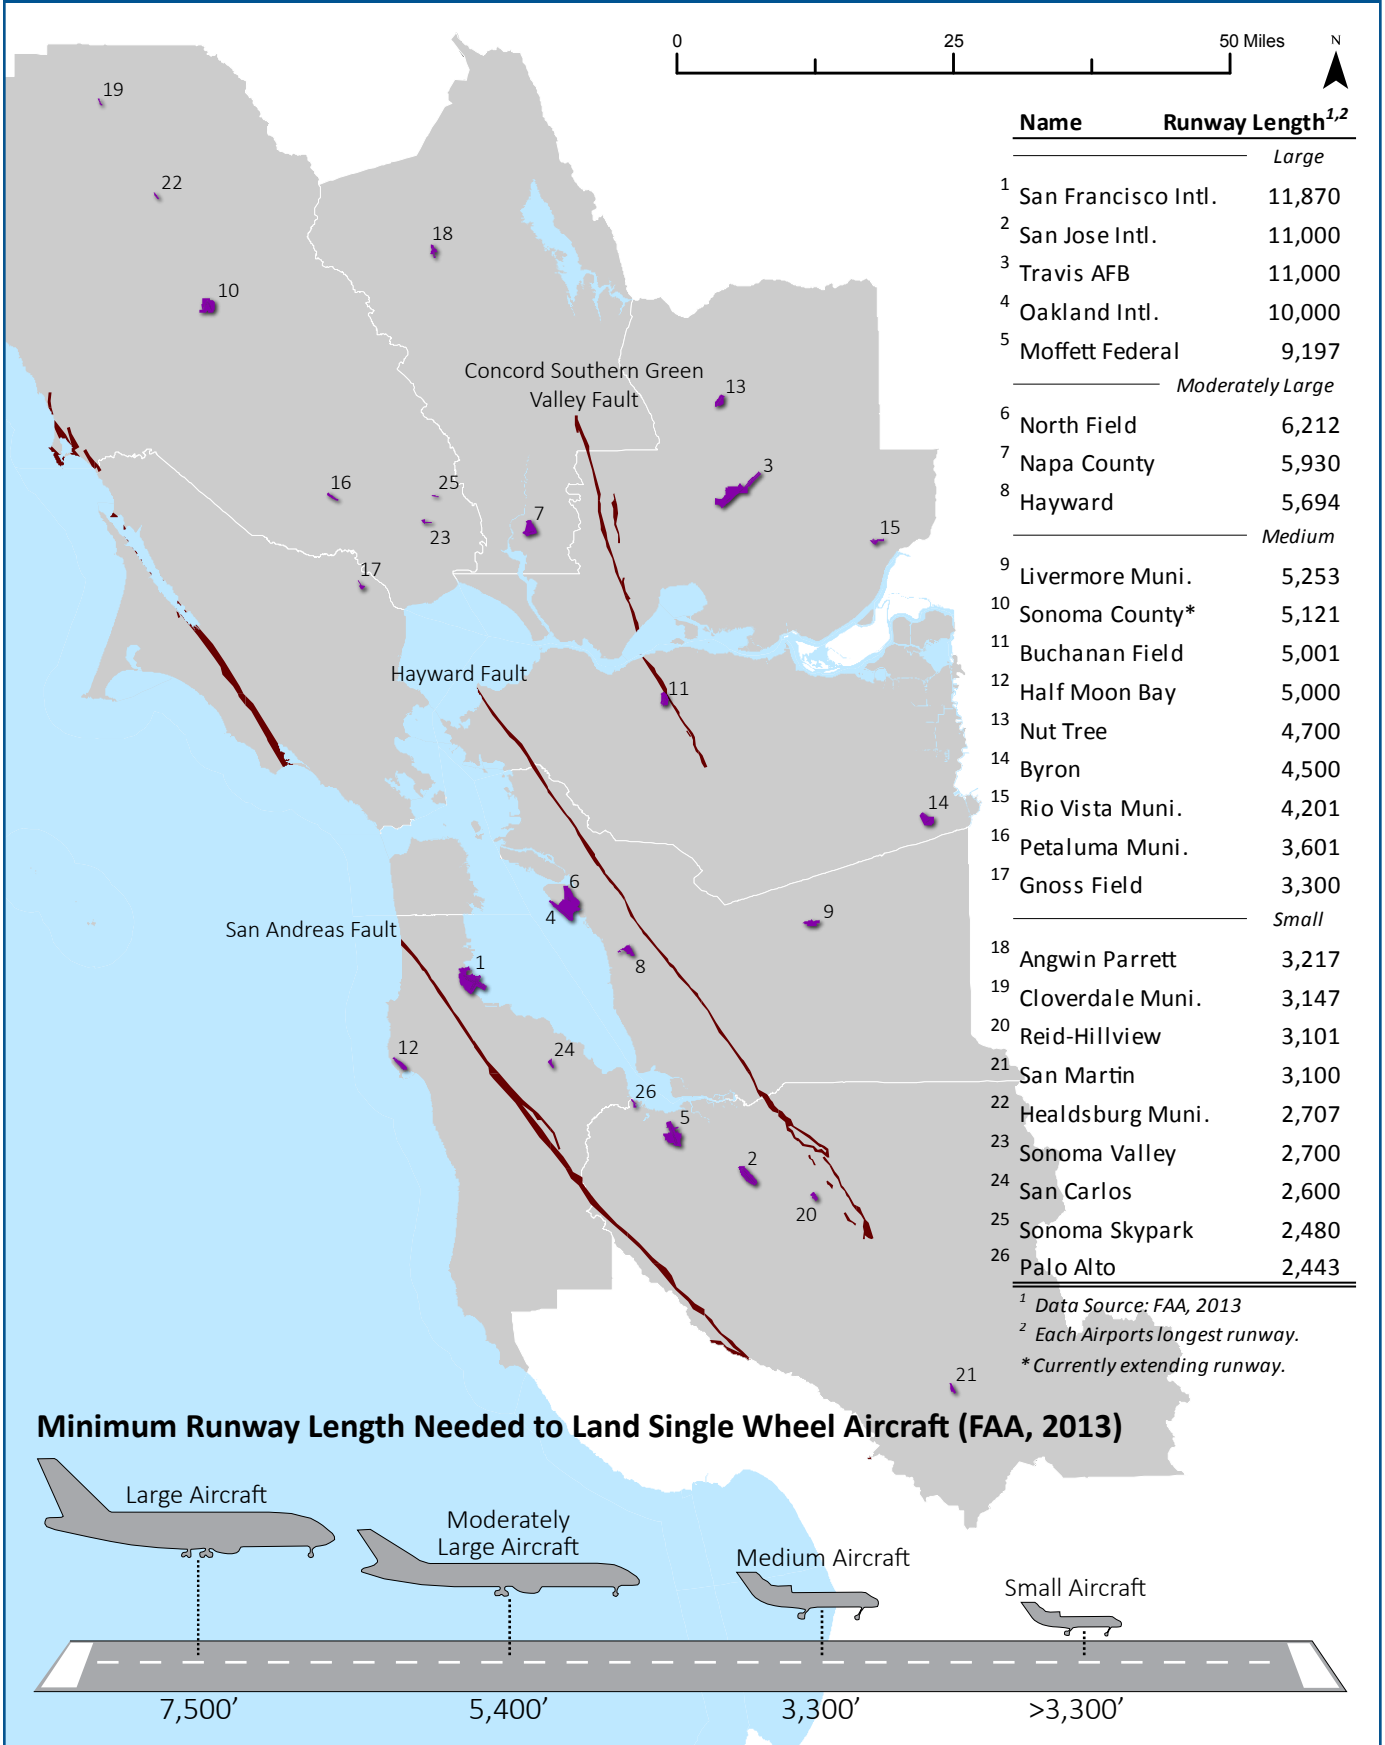 0 25 50 Miles N
Name Runway Length1,2
Large
1 San Francisco Intl. 11,870
2 San Jose Intl. 11,000
3 Travis AFB 11,000
4 Oakland Intl. 10,000
5 Moffett Federal 9,197
Moderately Large
6 North Field 6,212
7 Napa County 5,930
8 Hayward 5,694
Medium
9 Livermore Muni. 5,253
10 Sonoma County* 5,121
11 Buchanan Field 5,001
12 Half Moon Bay 5,000
13 Nut Tree 4,700
14 Byron 4,500
15 Rio Vista Muni. 4,201
16 Petaluma Muni. 3,601
17 Gnoss Field 3,300
Small
18 Angwin Parrett 3,217
19 Cloverdale Muni. 3,147
20 Reid-Hillview 3,101
21 San Martin 3,100
22 Healdsburg Muni. 2,707
23 Sonoma Valley 2,700
24 San Carlos 2,600
25 Sonoma Skypark 2,480
26 Palo Alto 2,443
1 Data Source: FAA, 2013
2 Each Airports longest runway.
* Currently extending runway.
19
22
18
10
Concord Southern Green
Valley Fault
13
3
16
25
7
23
15
17
Hayward Fault
11
14
6
4
9
San Andreas Fault
8
1
12
24
26
5
2
20
21
Minimum Runway Length Needed to Land Single Wheel Aircraft (FAA, 2013)
Large Aircraft
Moderately
Large Aircraft
Medium Aircraft
Small Aircraft
7,500’ 5,400’ 3,300’ >3,300’